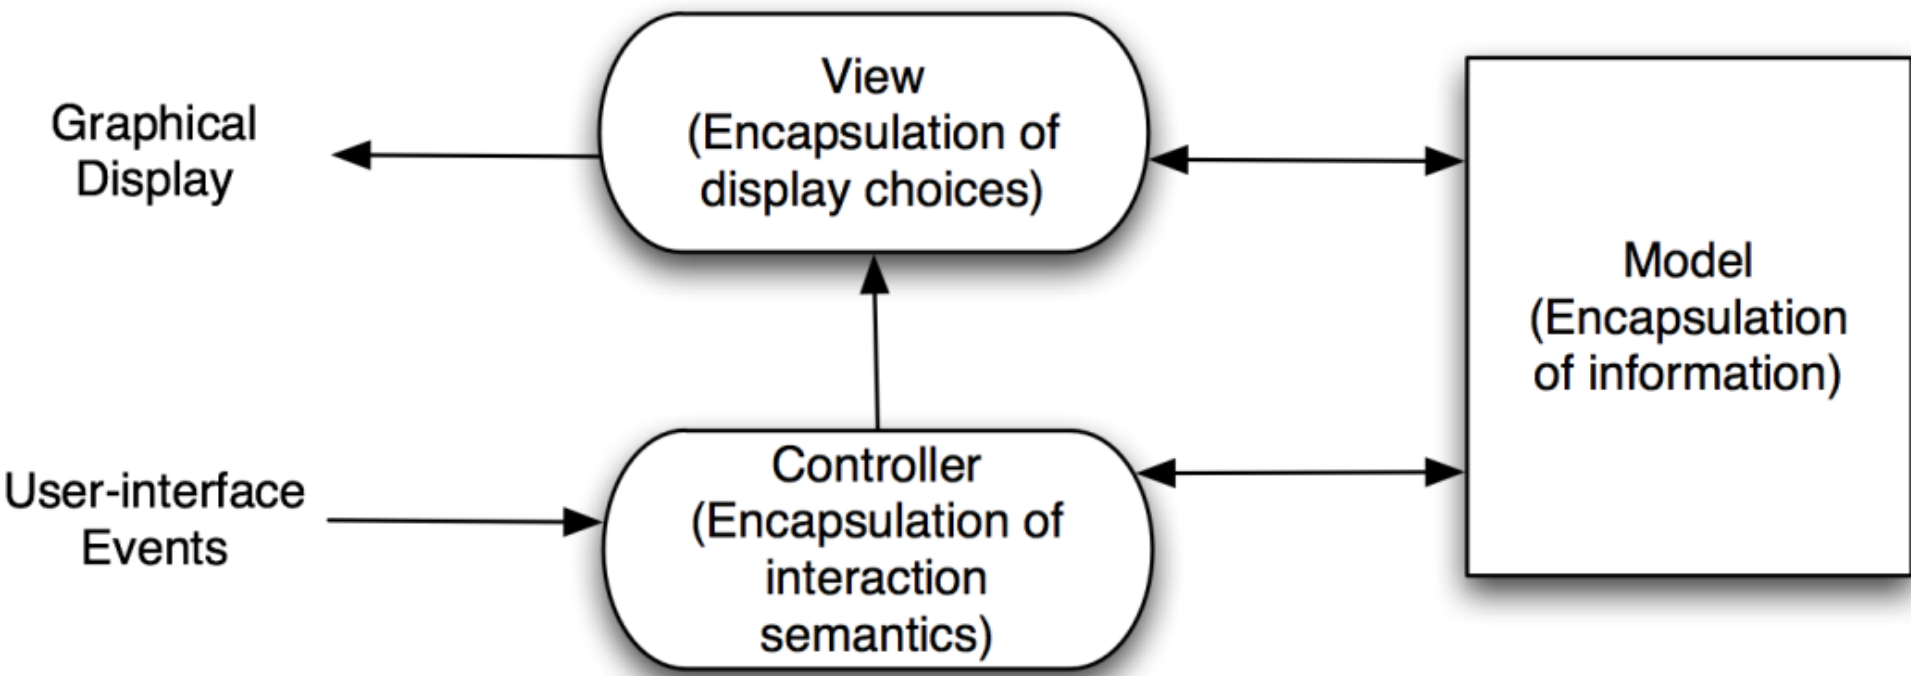 Graphical
Display
View
(Encapsulation of
display choices)
Model
(Encapsulation
of information)
User-interface
Events
Controller
(Encapsulation of
interaction
semantics)